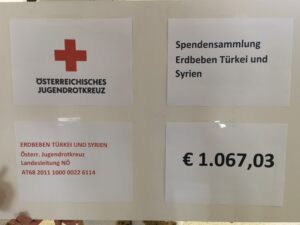 ÖSTERREICHISCHES
JUGENDROTKREUZ
Spendensammlung
Erdbeben Türkei und
Syrien
ERDBEBEN TÜRKEI UND SYRIEN
Österr. Jugendrotkreuz
Landesleitung NÖ
AT68 2011 1000 0022 6114
€ 1.067,03